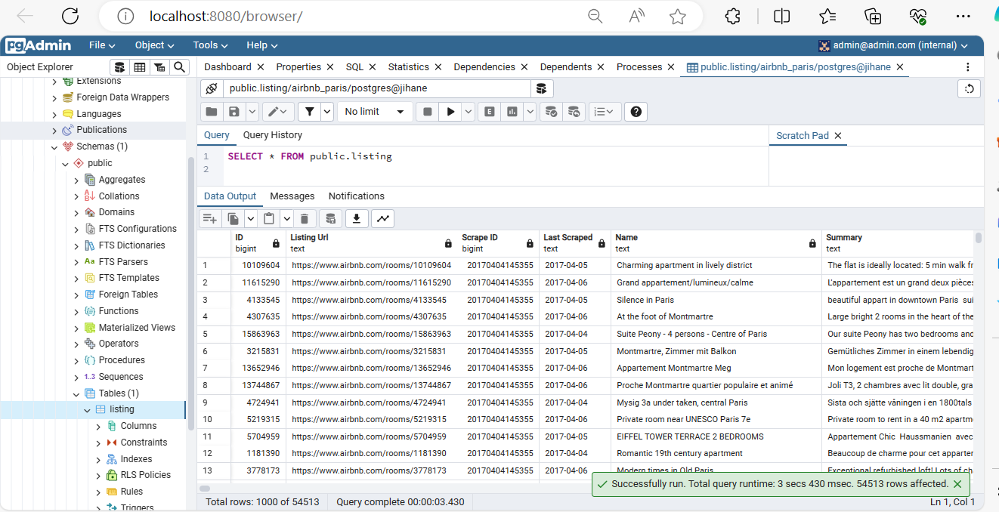 localhost:8080/browser/
pgAdmin File Object Tools Help admin@admin.com (internal)
Object Explorer
Dashboard Properties SQL Statistics Dependencies Dependents Processes public.listing/airbnb_paris/postgres@jihane
Extensions
Foreign Data Wrappers
Languages
Publications
Schemas (1)
public
Aggregates
Collations
Domains
FTS Configurations
FTS Dictionaries
Aa FTS Parsers
FTS Templates
Foreign Tables
Functions
Materialized Views
Operators
Procedures
1..3 Sequences
Tables (1)
listing
Columns
Constraints
Indexes
RLS Policies
Rules
Triggers
public.listing/airbnb_paris/postgres@jihane
No limit
E
Query Query History
Scratch Pad
1 SELECT * FROM public.listing
2
Data Output Messages Notifications
ID Listing Url Scrape ID Last Scraped Name Summary
bigint text bigint text text text
1 10109604 https://www.airbnb.com/rooms/10109604 20170404145355 2017-04-05 Charming apartment in lively district The flat is ideally located: 5 min walk fr
2 11615290 https://www.airbnb.com/rooms/11615290 20170404145355 2017-04-06 Grand appartement/lumineux/calme L'appartement est un grand deux pièces
3 4133545 https://www.airbnb.com/rooms/4133545 20170404145355 2017-04-05 Silence in Paris beautiful appart in downtown Paris sui
4 4307635 https://www.airbnb.com/rooms/4307635 20170404145355 2017-04-06 At the foot of Montmartre Large bright 2 rooms in the heart of the
5 15863963 https://www.airbnb.com/rooms/15863963 20170404145355 2017-04-04 Suite Peony - 4 persons - Centre of Paris Our suite Peony has two bedrooms and
6 3215831 https://www.airbnb.com/rooms/3215831 20170404145355 2017-04-05 Montmartre, Zimmer mit Balkon Gemütliches Zimmer in einem lebendig
7 13652946 https://www.airbnb.com/rooms/13652946 20170404145355 2017-04-06 Appartement Montmartre Meg Mon logement est proche de Montmart
8 13744867 https://www.airbnb.com/rooms/13744867 20170404145355 2017-04-06 Proche Montmartre quartier populaire et animé Joli T3, 2 chambres avec lit double, gra
9 4724941 https://www.airbnb.com/rooms/4724941 20170404145355 2017-04-05 Mysig 3a under taken, central Paris Sista och sjätte våningen i en 1800tals
10 5219315 https://www.airbnb.com/rooms/5219315 20170404145355 2017-04-06 Private room near UNESCO Paris 7e Private room to rent in a 40 m2 apartm
11 5704959 https://www.airbnb.com/rooms/5704959 20170404145355 2017-04-05 EIFFEL TOWER TERRACE 2 BEDROOMS Appartement Chic Haussmanien avec
12 1181390 https://www.airbnb.com/rooms/1181390 20170404145355 2017-04-04 Romantic 19th century apartment Beaucoup de charme pour cet apparter
13 3778173 https://www.airbnb.com/rooms/3778173 20170404145355 2017-04-06 Modern times in Old Paris Exceptional refurbished loft! Lots of ch
Successfully run. Total query runtime: 3 secs 430 msec. 54513 rows affected.
Total rows: 1000 of 54513 Query complete 00:00:03.430 Ln 1, Col 1